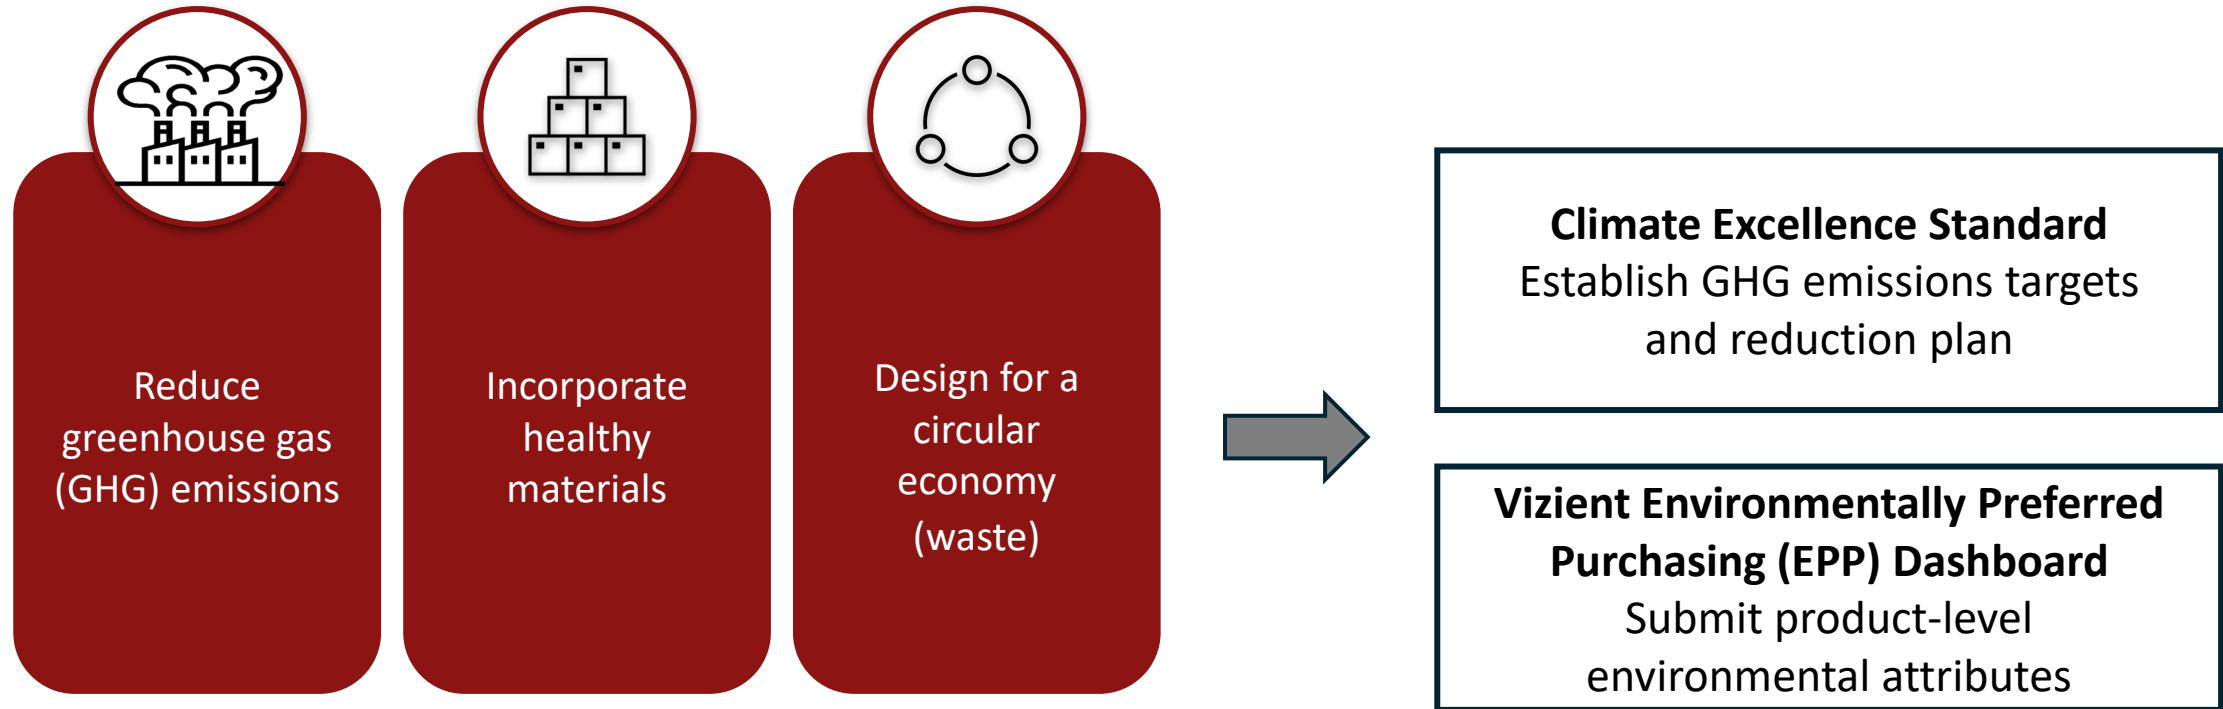 Reduce
greenhouse gas
(GHG) emissions
Incorporate
healthy
materials
Design for a
circular
economy
(waste)
Climate Excellence Standard
Establish GHG emissions targets
and reduction plan
Vizient Environmentally Preferred
Purchasing (EPP) Dashboard
Submit product-level
environmental attributes